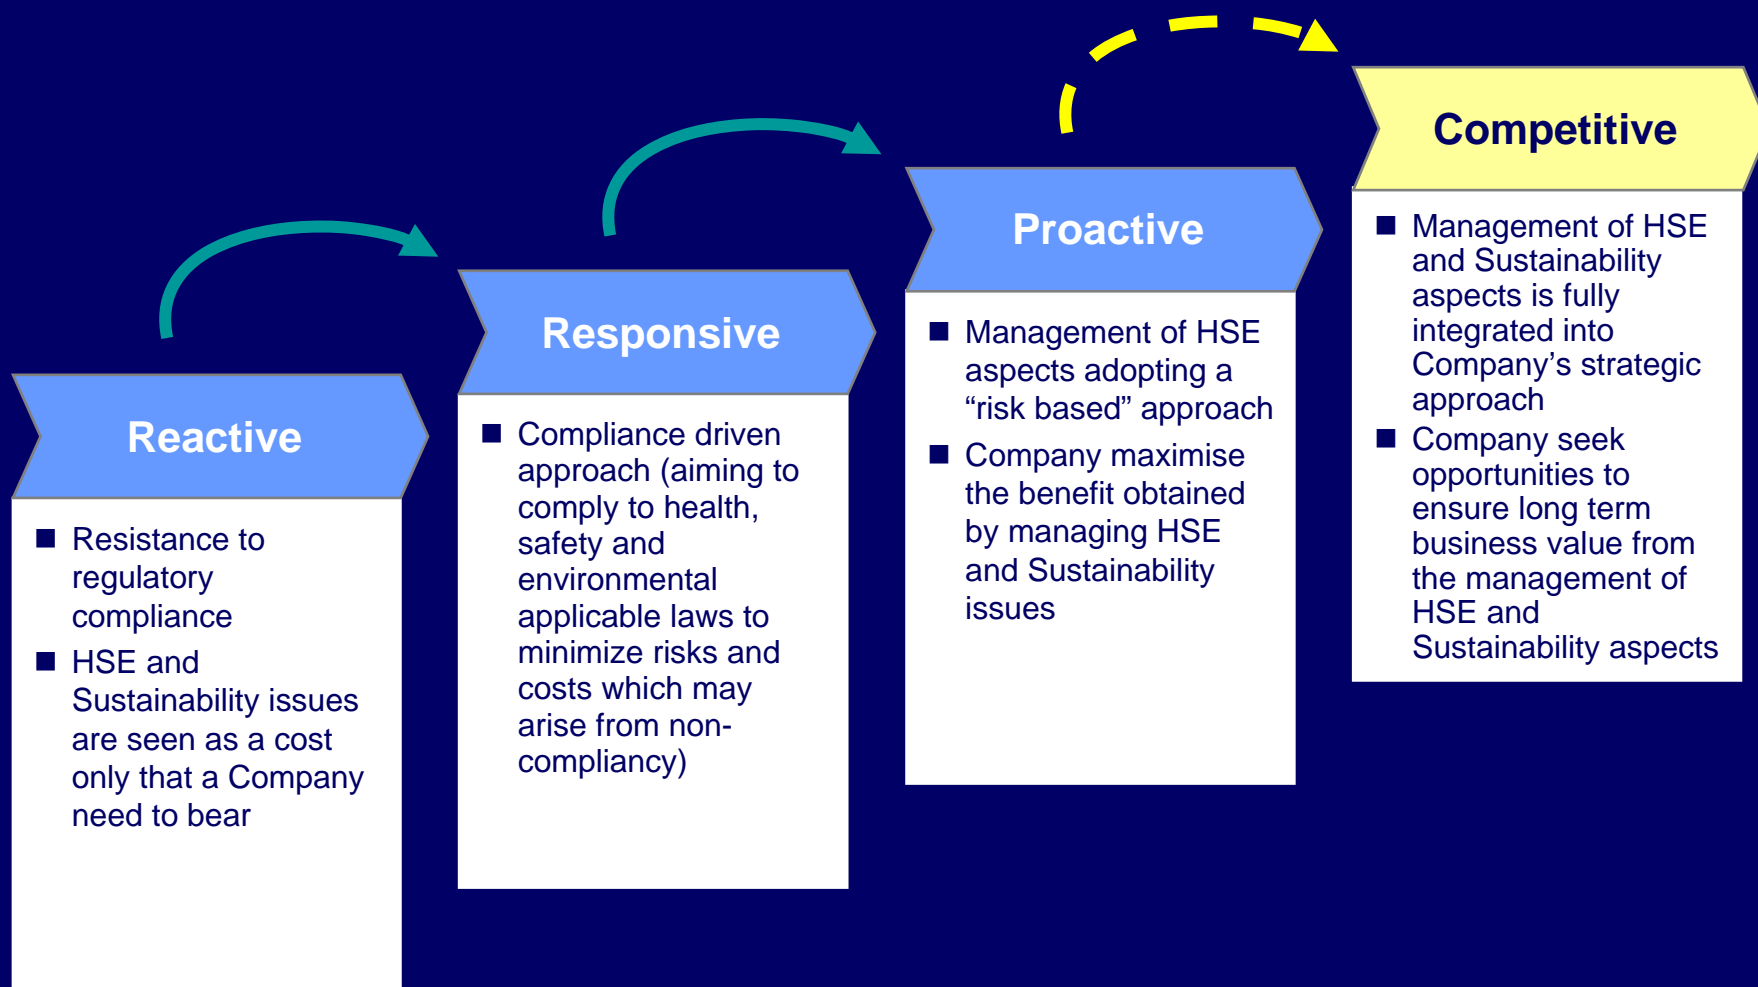 Reactive
Resistance to
regulatory
compliance
HSE and
Sustainability issues
are seen as a cost
only that a Company
need to bear
Responsive
Compliance driven
approach (aiming to
comply to health,
safety and
environmental
applicable laws to
minimize risks and
costs which may
arise from non-
compliancy)
Proactive
Management of HSE
aspects adopting a
“risk based” approach
Company maximise
the benefit obtained
by managing HSE
and Sustainability
issues
Competitive
Management of HSE
and Sustainability
aspects is fully
integrated into
Company’s strategic
approach
Company seek
opportunities to
ensure long term
business value from
the management of
HSE and
Sustainability aspects